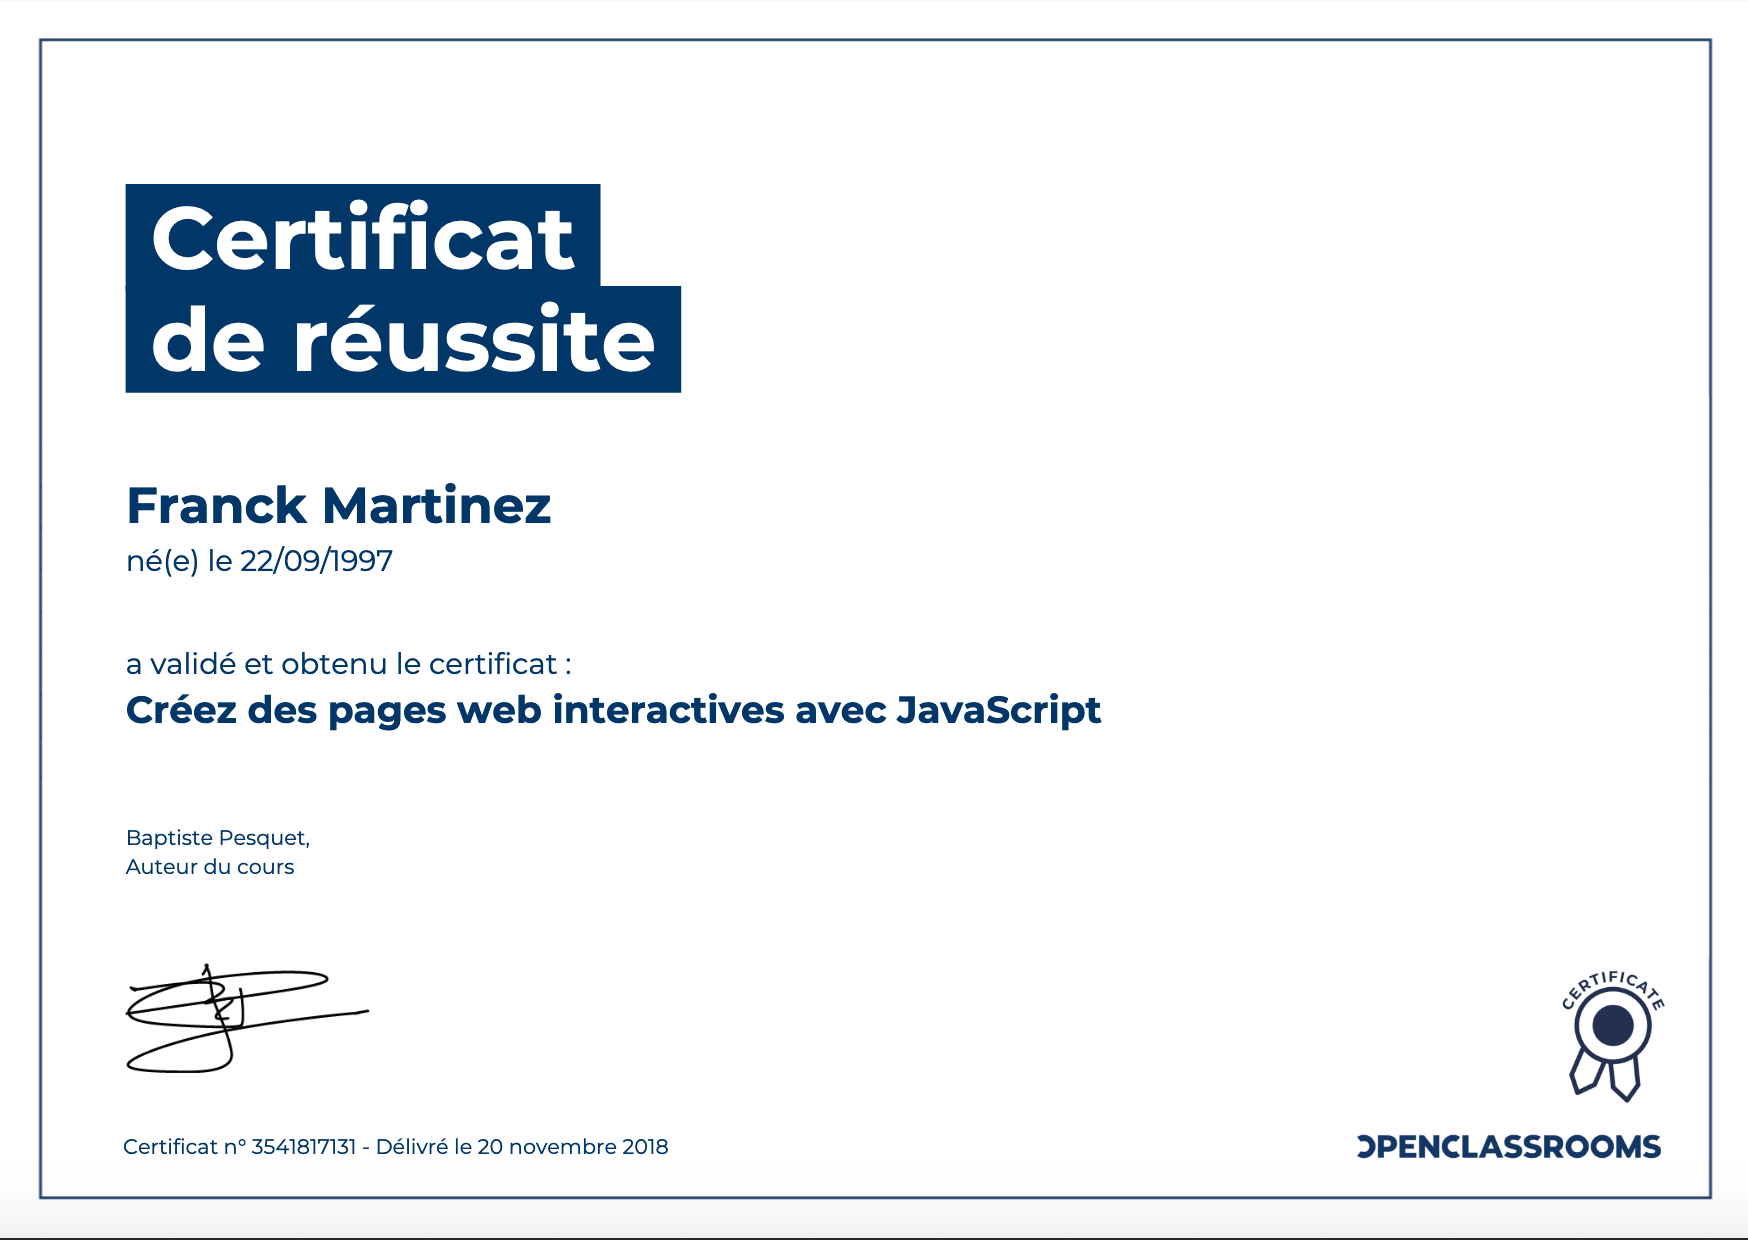 Certificat
de réussite
Franck Martinez
né(e) le 22/09/1997
a validé et obtenu le certificat :
Créez des pages web interactives avec JavaScript
Baptiste Pesquet,
Auteur du cours
CERTIFICATE
Certificat n° 3541817131 - Délivré le 20 novembre 2018
OPENCLASSROOMS